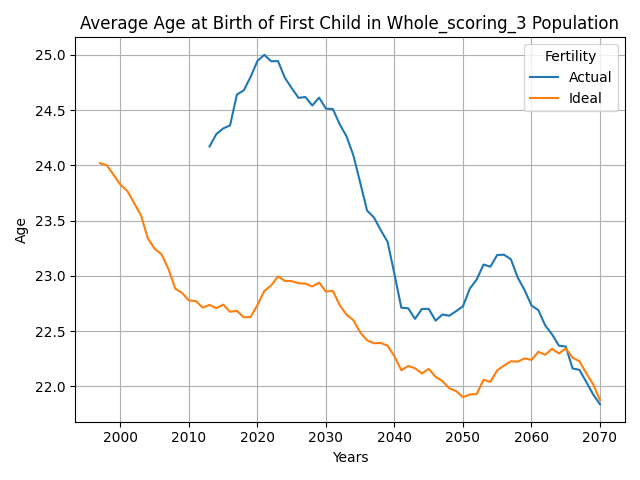 Average Age at Birth of First Child in Whole_scoring_3 Population
Fertility
Actual
Ideal
25.0
24.5
24.0
23.5
23.0
22.5
22.0
Age
2000 2010 2020 2030 2040 2050 2060 2070
Years